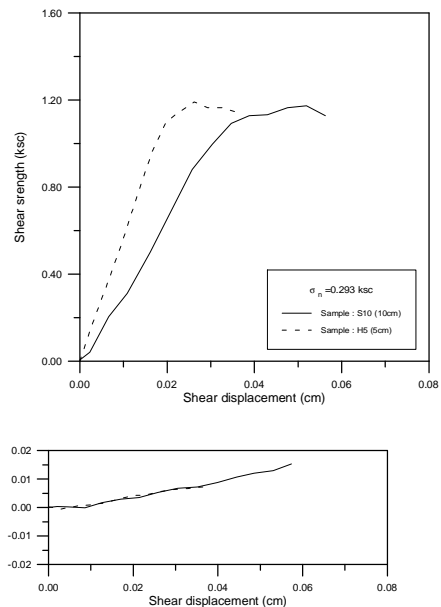 1.60
1.20
0.80
0.40
0.00
Shear srength (ksc)
σn =0.293 ksc
Sample : S10 (10cm)
Sample : H5 (5cm)
0.00 0.02 0.04 0.06 0.08
Shear displacement (cm)
0.02
0.01
0.00
-0.01
-0.02
0.00 0.02 0.04 0.06 0.08
Shear displacement (cm)